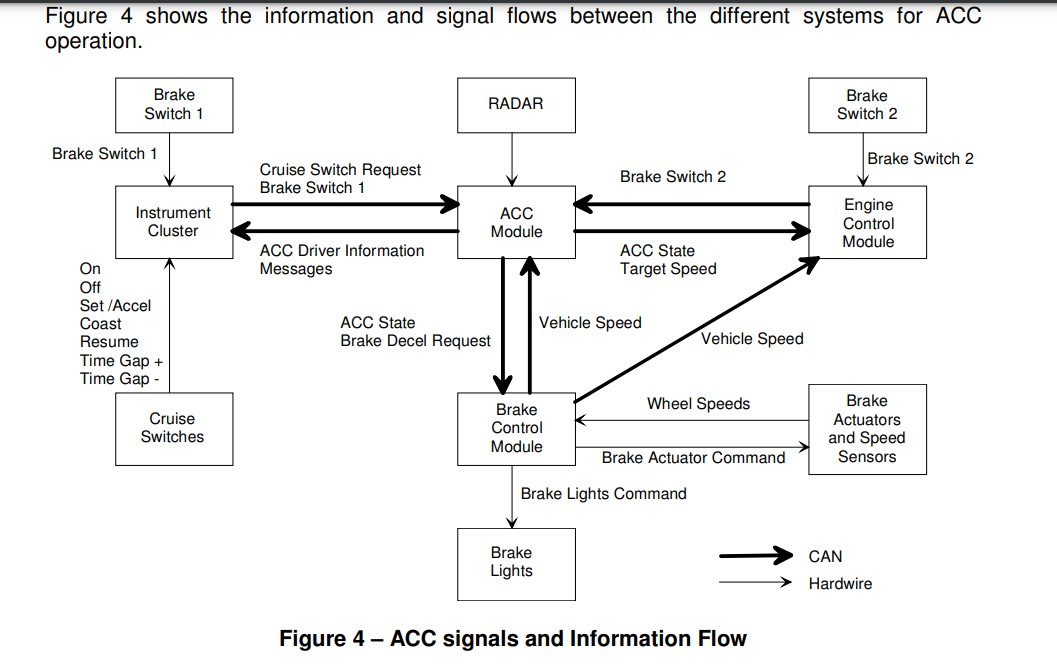 Figure 4 shows the information and signal flows between the different systems for ACC
operation.
Brake
Switch 1
RADAR
Brake
Switch 2
Brake Switch 1
Brake Switch 2
Cruise Switch Request
Brake Switch 1
Brake Switch 2
Instrument
Cluster
ACC
Module
Engine
Control
Module
ACC Driver Information
Messages
ACC State
Target Speed
On
Off
Set /Accel
Coast
Resume
Time Gap +
Time Gap -
ACC State
Brake Decel Request
Vehicle Speed
Vehicle Speed
Cruise
Switches
Brake
Control
Module
Wheel Speeds
Brake Actuator Command
Brake
Actuators
and Speed
Sensors
Brake Lights Command
Brake
Lights
CAN
Hardwire
Figure 4 – ACC signals and Information Flow